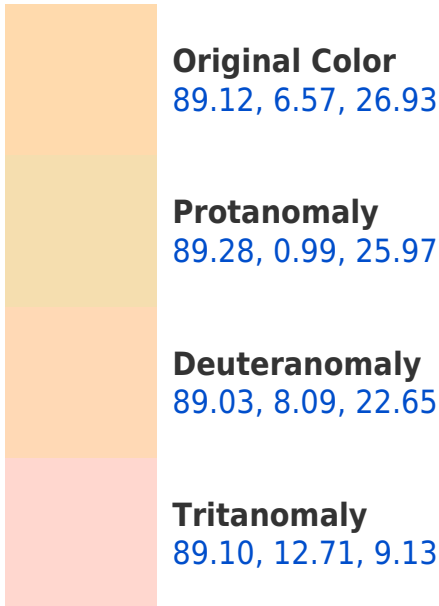 Original Color
89.12, 6.57, 26.93
Protanomaly
89.28, 0.99, 25.97
Deuteranomaly
89.03, 8.09, 22.65
Tritanomaly
89.10, 12.71, 9.13